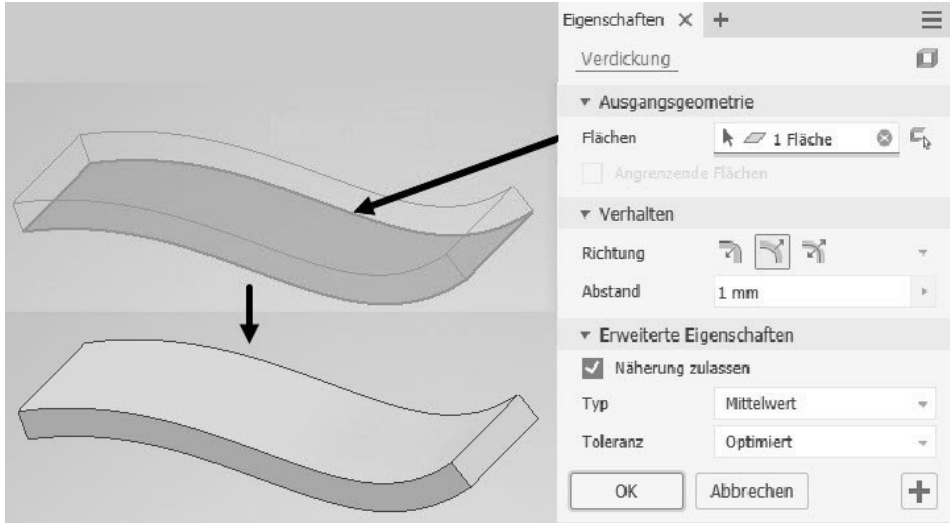 Eigenschaften × +
Verdickung
Ausgangsgeometrie
Flächen 1 Fläche
Angrenzende Flächen
Verhalten
Richtung
Abstand 1 mm
Erweiterte Eigenschaften
Näherung zulassen
Typ Mittelwert
Toleranz Optimiert
OK Abbrechen +